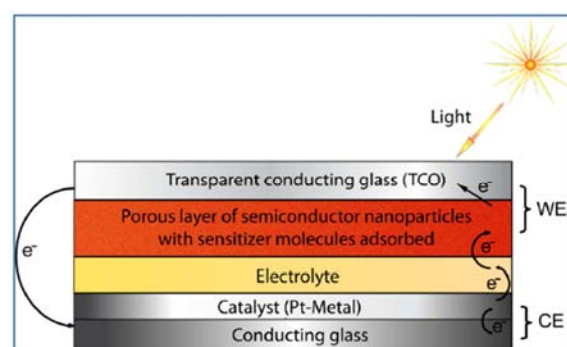 Light
Transparent conducting glass (TCO)
e-
WE
Porous layer of semiconductor nanoparticles
with sensitizer molecules adsorbed
e-
e-
Electrolyte
e-
Catalyst (Pt-Metal)
e-
CE
Conducting glass